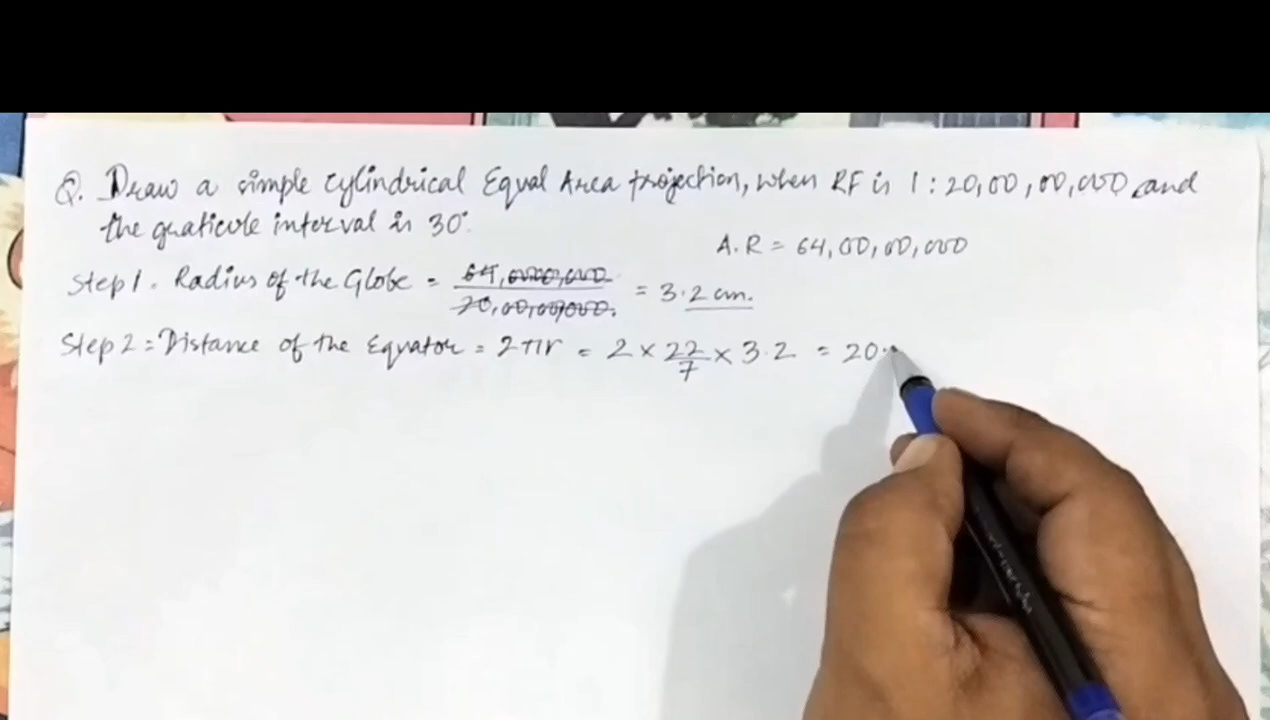 Q. Draw a simple cylindrical Equal Area projection, when RF is 1 : 20,00,00,000 and
the graticule interval is 30°.
A.R = 64,00,00,000
Step 1. Radius of the Globe = 64,0000,000 / 20,00,00,000. = 3.2 cm.
Step 2 = Distance of the Equator = 2πr = 2 × 22/7 × 3.2 = 20.